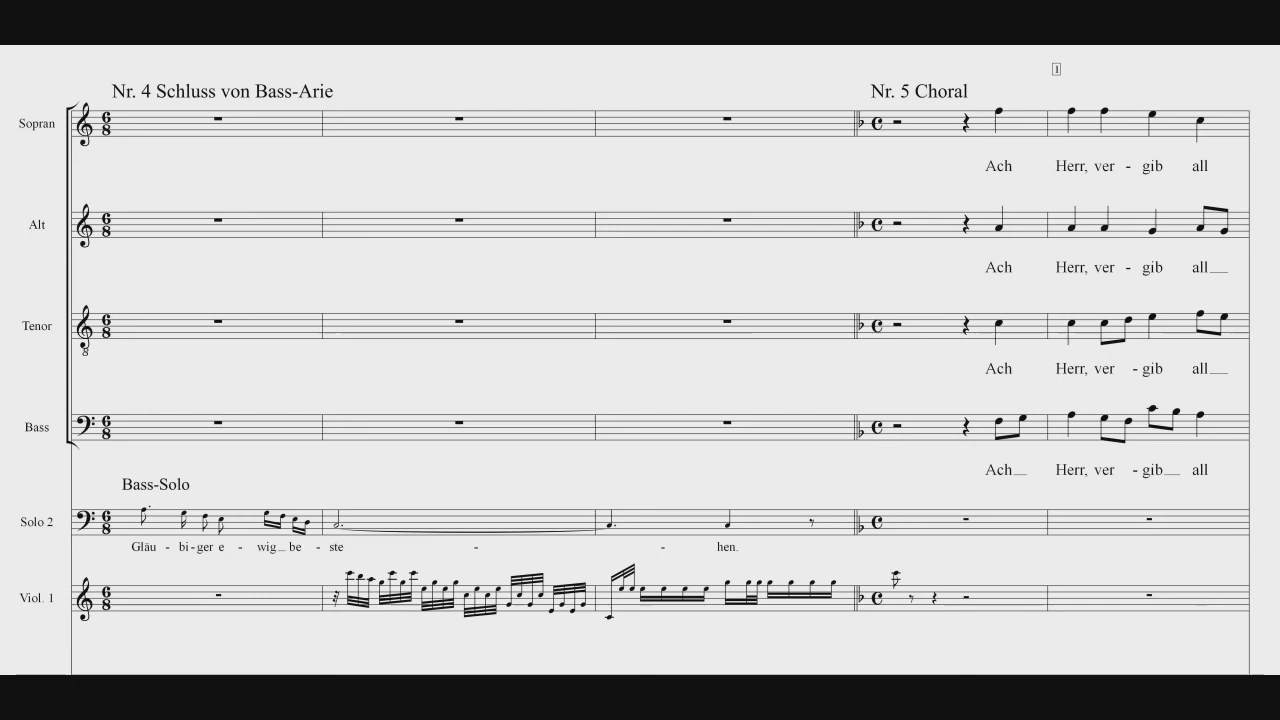 1
Nr. 4 Schluss von Bass-Arie Nr. 5 Choral
Sopran
Ach Herr, ver - gib all
Alt
Ach Herr, ver - gib all
Tenor
Ach Herr, ver - gib all
Bass
Ach Herr, ver - gib all
Bass-Solo
Solo 2
Gläu - bi - ger e - wig be - ste - - hen.
Viol. 1